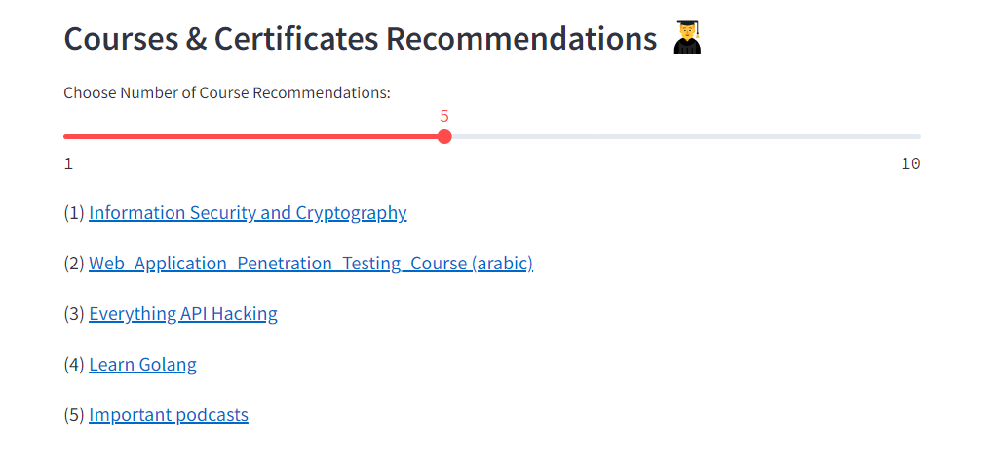 Courses & Certificates Recommendations 👨‍🎓
Choose Number of Course Recommendations:
5
1 10
(1) Information Security and Cryptography
(2) Web_Application_Penetration_Testing_Course (arabic)
(3) Everything API Hacking
(4) Learn Golang
(5) Important podcasts